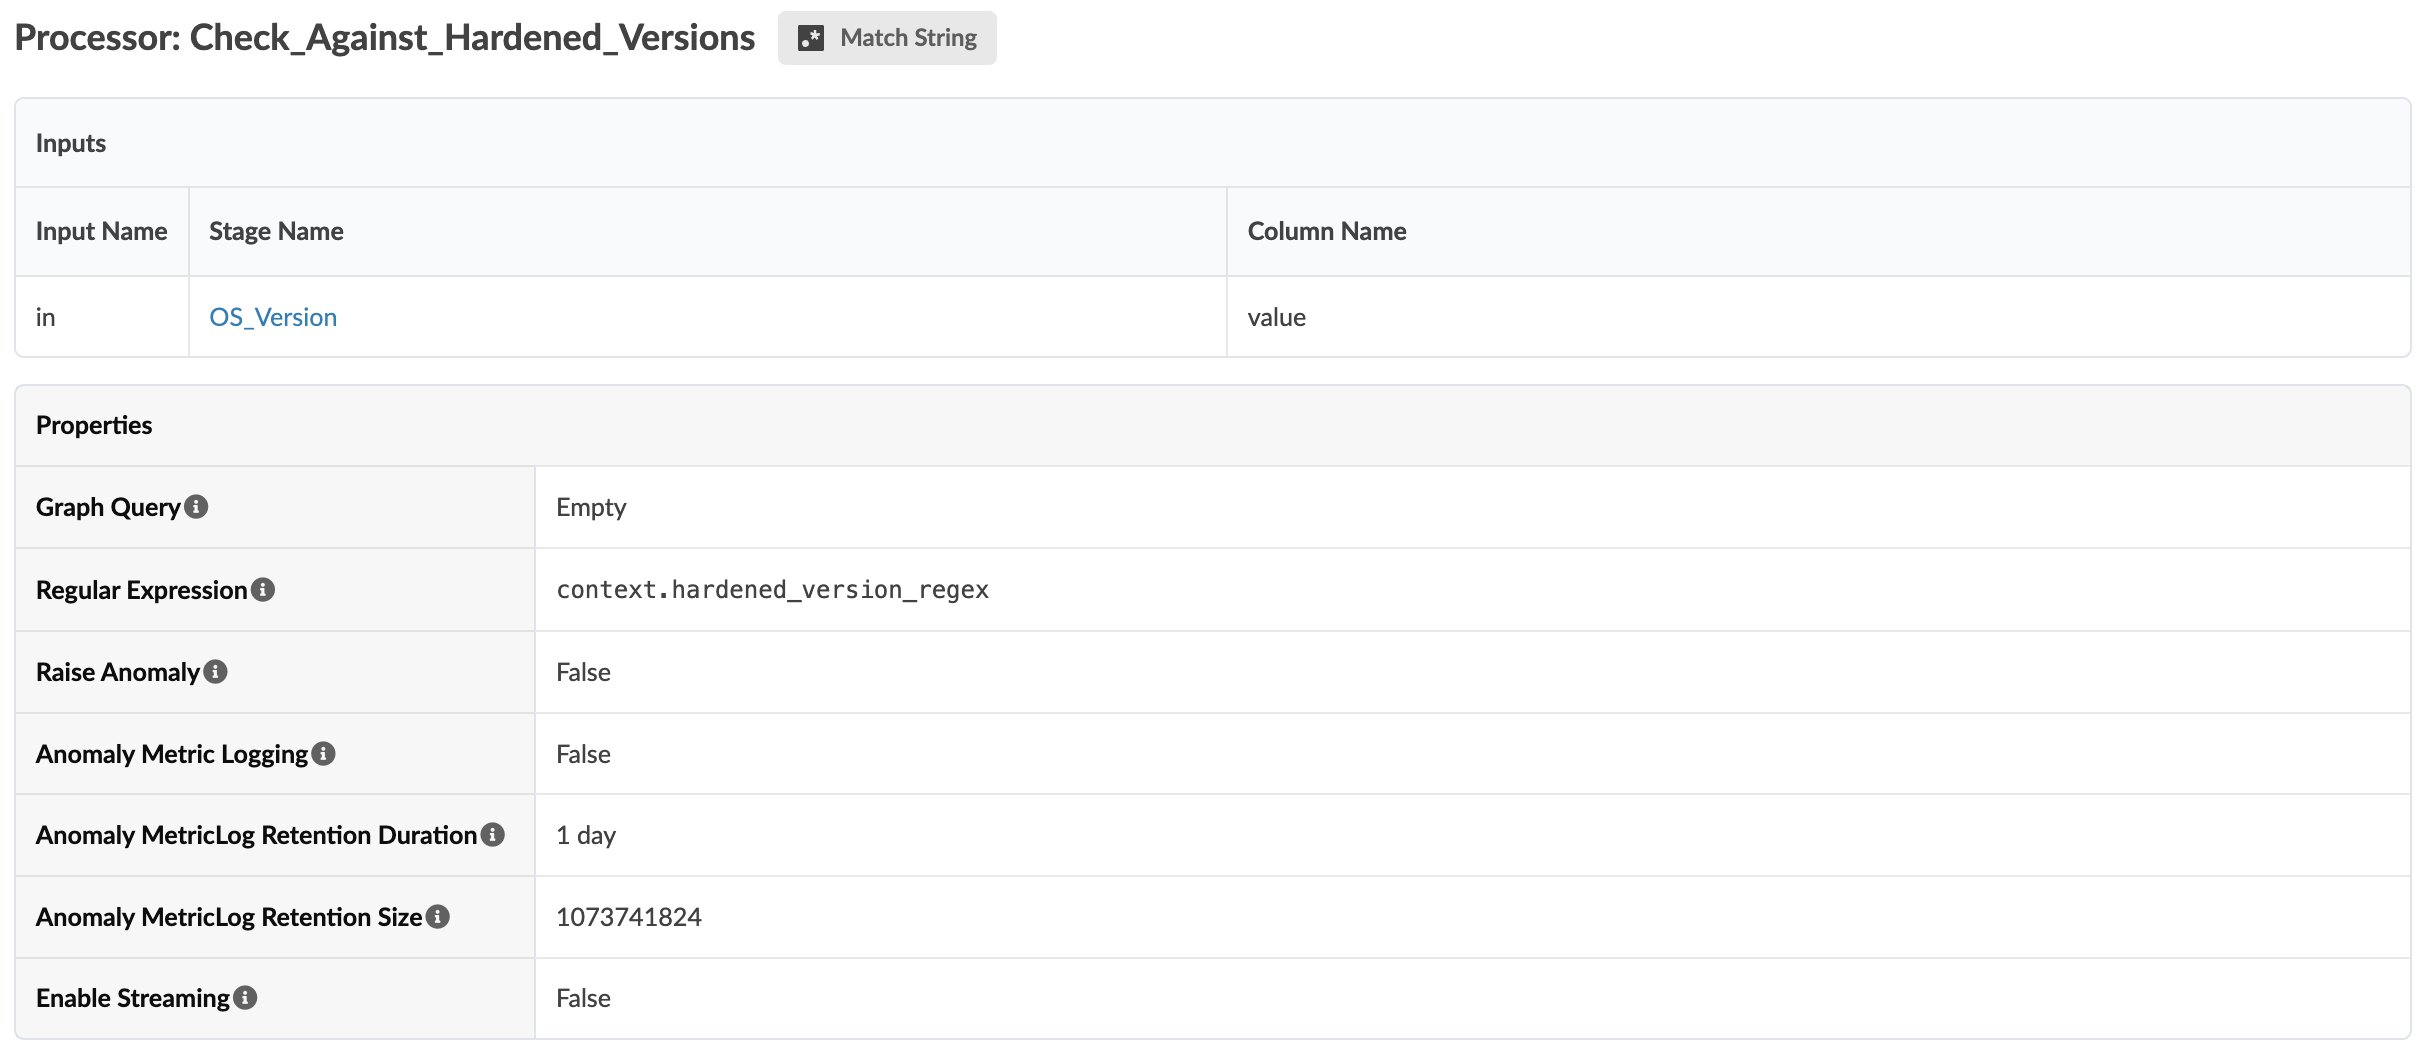 Processor: Check_Against_Hardened_Versions Match String
Inputs
Input Name Stage Name Column Name
in OS_Version value
Properties
Graph Query Empty
Regular Expression context.hardened_version_regex
Raise Anomaly False
Anomaly Metric Logging False
Anomaly MetricLog Retention Duration 1 day
Anomaly MetricLog Retention Size 1073741824
Enable Streaming False